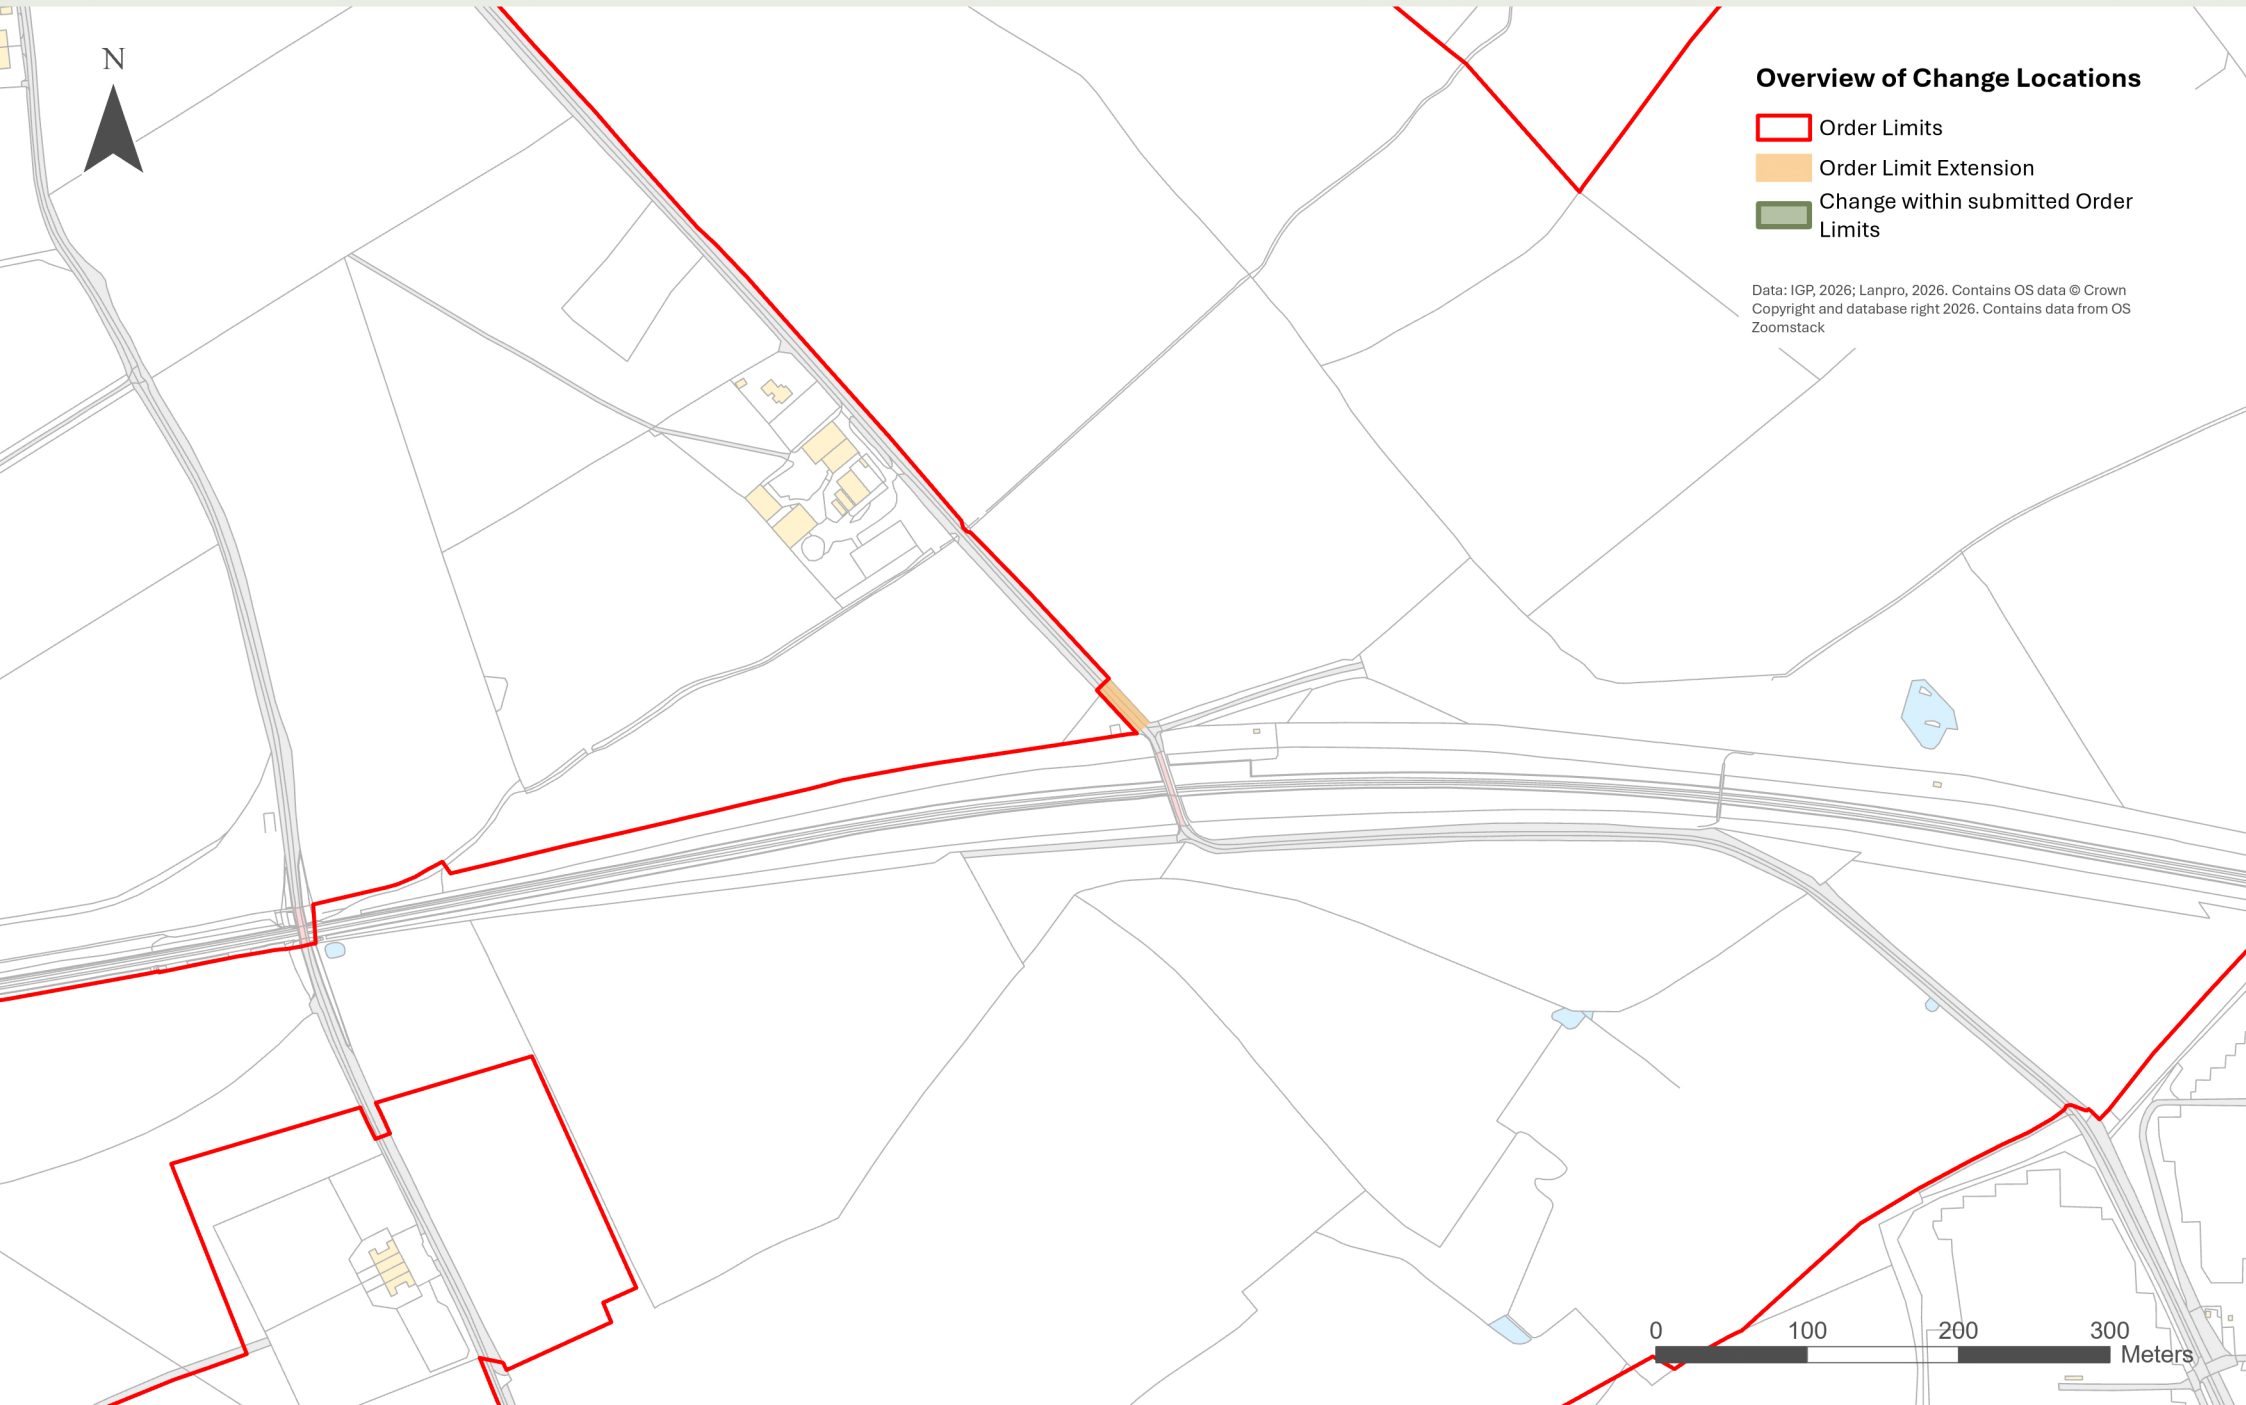 N
Overview of Change Locations
Order Limits
Order Limit Extension
Change within submitted Order
Limits
Data: IGP, 2026; Lanpro, 2026. Contains OS data © Crown
Copyright and database right 2026. Contains data from OS
Zoomstack
0 100 200 300
Meters